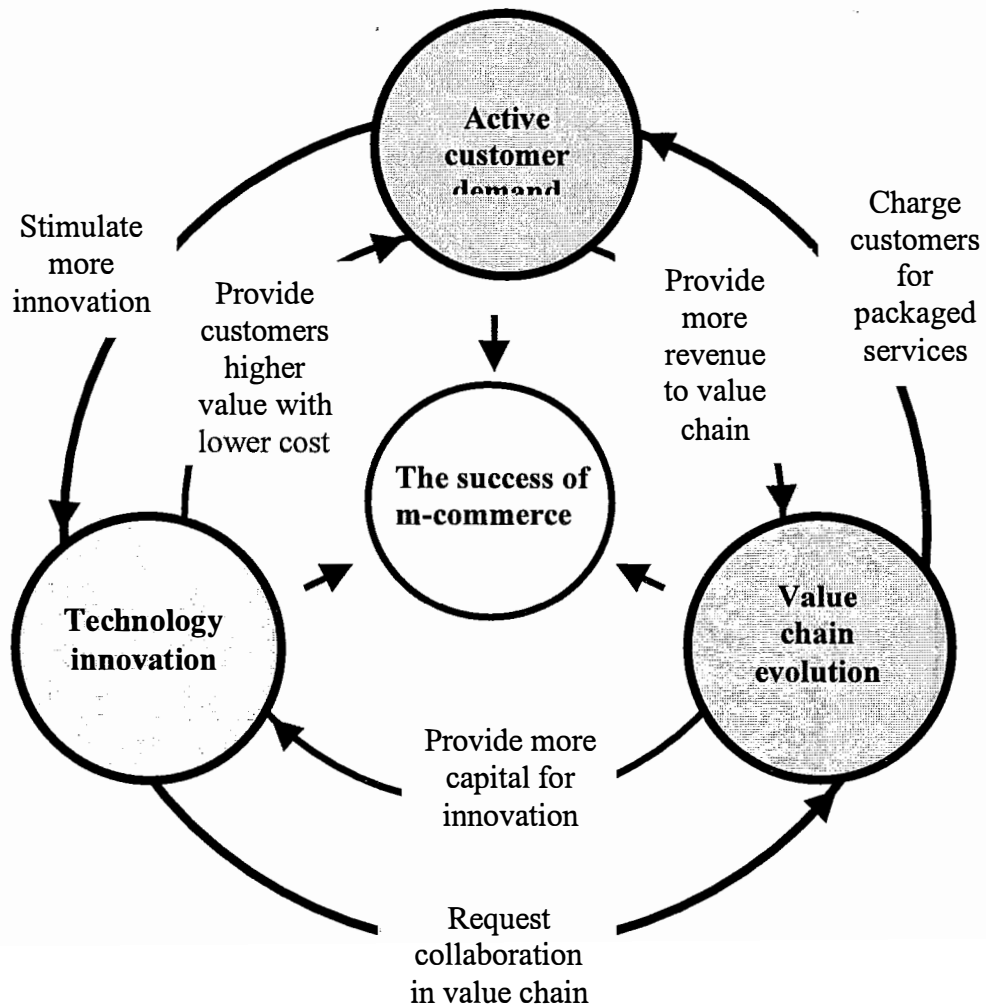 Active
customer
demand
Stimulate
more
innovation
Provide
customers
higher
value with
lower cost
Provide
more
revenue
to value
chain
Charge
customers
for
packaged
services
The success of
m-commerce
Technology
innovation
Value
chain
evolution
Provide more
capital for
innovation
Request
collaboration
in value chain